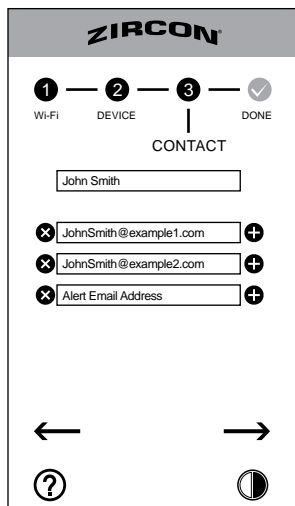 ZIRCON
1 2 3
Wi-Fi DEVICE DONE
CONTACT
John Smith
JohnSmith@example1.com
JohnSmith@example2.com
Alert Email Address
?